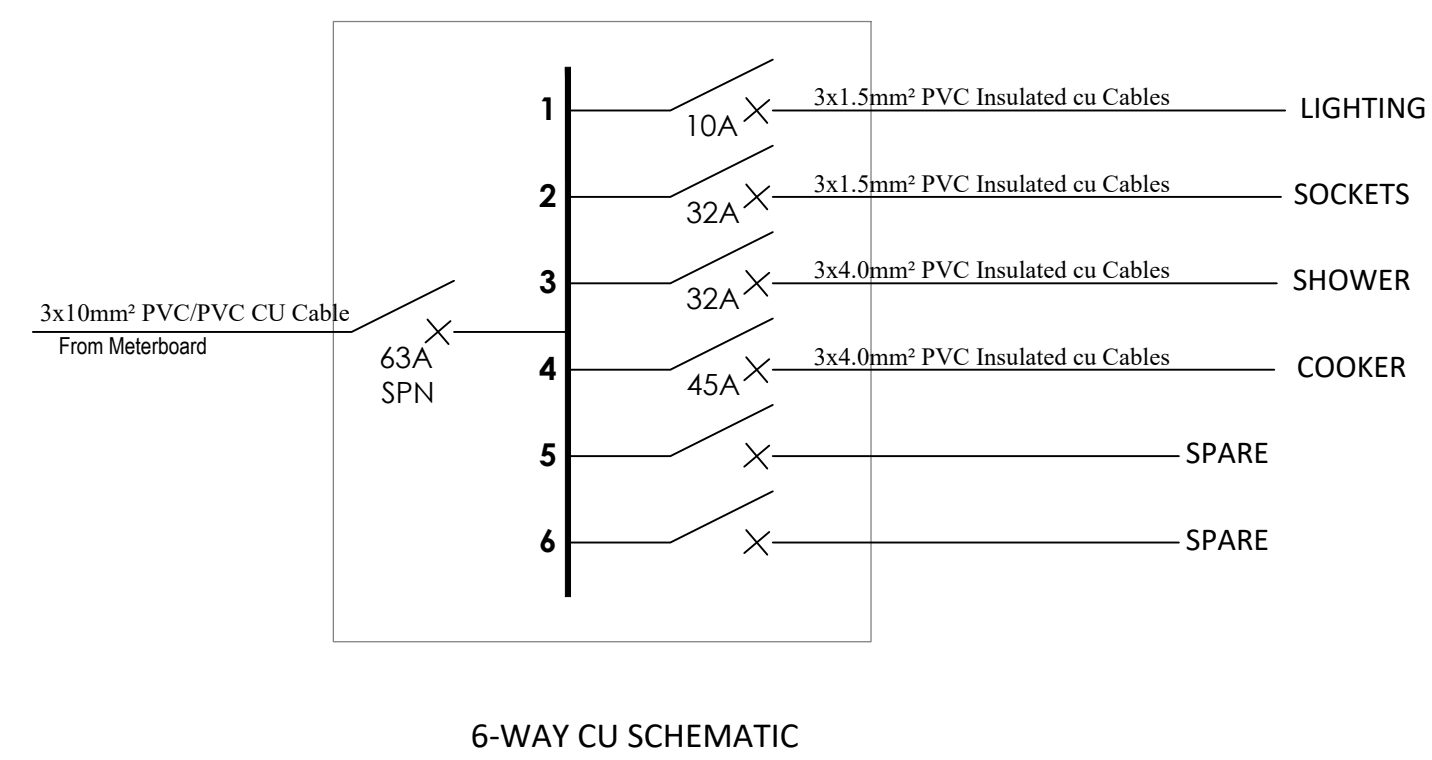 1
10A
3x1.5mm² PVC Insulated cu Cables
LIGHTING
2
32A
3x1.5mm² PVC Insulated cu Cables
SOCKETS
3
32A
3x4.0mm² PVC Insulated cu Cables
SHOWER
3x10mm² PVC/PVC CU Cable
From Meterboard
63A
SPN
4
45A
3x4.0mm² PVC Insulated cu Cables
COOKER
5
SPARE
6
SPARE
6-WAY CU SCHEMATIC